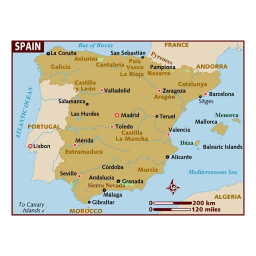 SPAIN
Bay of Biscay
FRANCE
La Coruña
San Sebastián
Asturias
Cantabria
País
Vasco
Pyrenees
ANDORRA
Galicia
La Rioja
Pamplona
Navarra
Castilla
y León
Valladolid
Zaragoza
Aragón
Cataluña
Barcelona
Sitges
Salamanca
ATLANTIC OCEAN
Las Hurdes
Madrid
Teruel
Menorca
Mallorca
PORTUGAL
Toledo
Castilla
La Mancha
Valencia
Lisbon
Mérida
Extremadura
Ibiza
Balearic Islands
Alicante
Córdoba
Murcia
Mediterranean Sea
Seville
Andalucía
Granada
Sierra Nevada
Málaga
Gibraltar
To Canary
Islands
MOROCCO
ALGERIA
0
200 km
0
120 miles